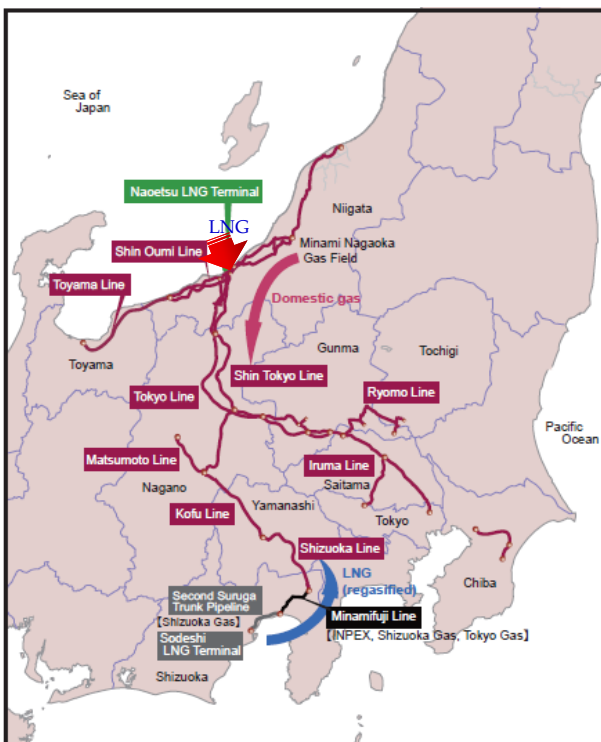 Sea of
Japan
Naoetsu LNG Terminal
Niigata
LNG
Shin Oumi Line
Minami Nagaoka
Gas Field
Toyama Line
Domestic gas
Toyama
Gunma
Tochigi
Shin Tokyo Line
Tokyo Line
Ryomo Line
Pacific
Ocean
Matsumoto Line
Iruma Line
Nagano
Saitama
Kofu Line
Yamanashi
Tokyo
Shizuoka Line
LNG
(regasified)
Chiba
Second Suruga
Trunk Pipeline
【Shizuoka Gas】
Minamifuji Line
【INPEX, Shizuoka Gas, Tokyo Gas】
Sodeshi
LNG Terminal
Shizuoka